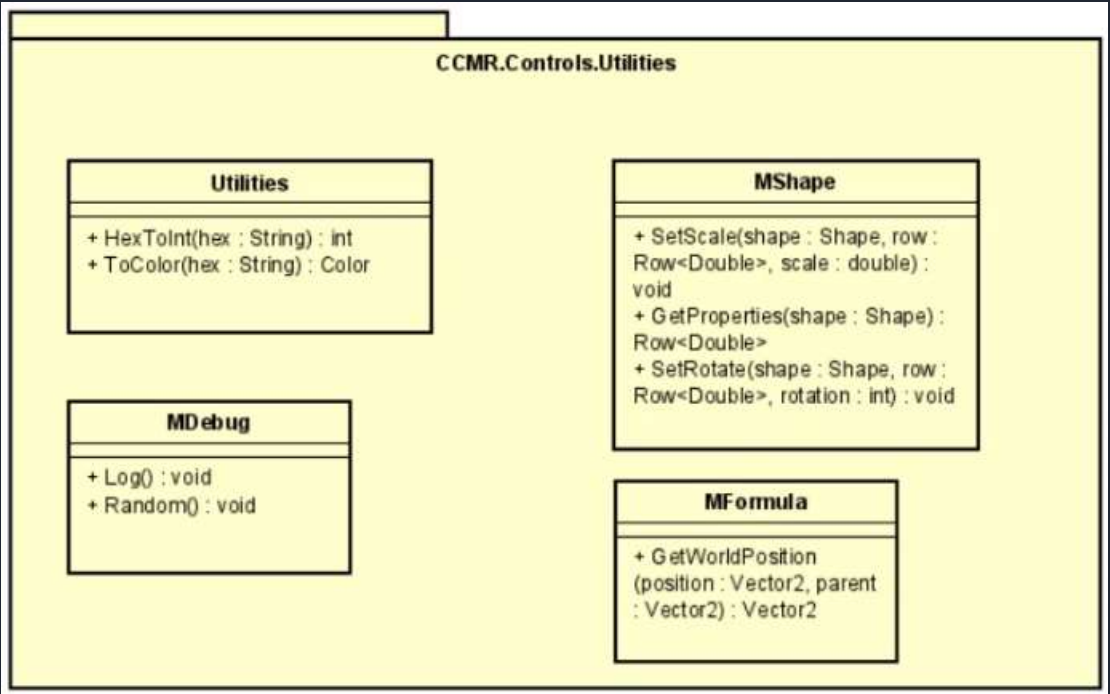 CCMR.Controls.Utilities
Utilities
+ HexToInt(hex : String) : int
+ ToColor(hex : String) : Color
MShape
+ SetScale(shape : Shape, row :
Row<Double>, scale : double) :
void
+ GetProperties(shape : Shape) :
Row<Double>
+ SetRotate(shape : Shape, row :
Row<Double>, rotation : int) : void
MDebug
+ Log() : void
+ Random() : void
MFormula
+ GetWorldPosition
(position : Vector2, parent
: Vector2) : Vector2